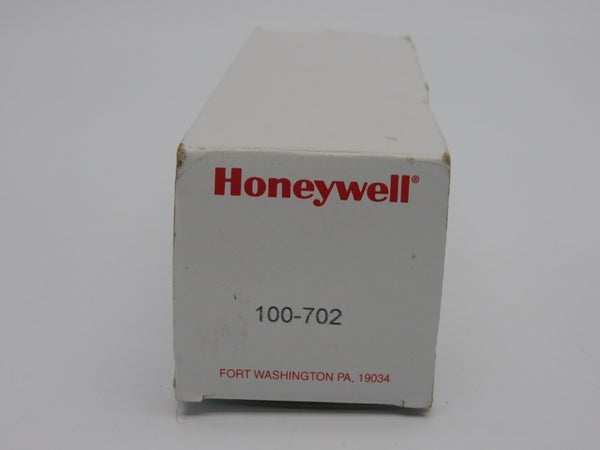 Honeywell®
100-702
FORT WASHINGTON PA, 19034